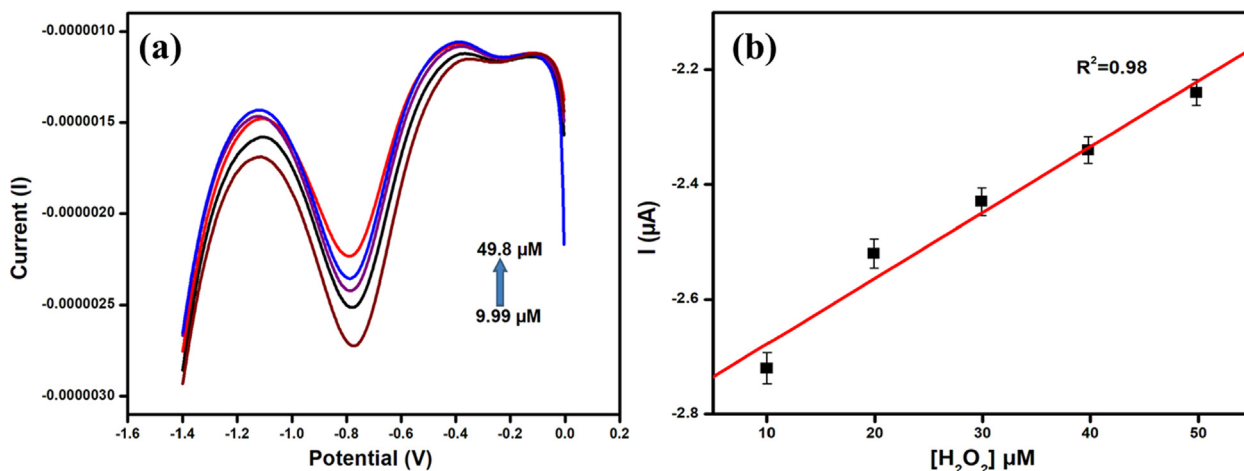 (a)
-0.0000010
-0.0000015
-0.0000020
-0.0000025
-0.0000030
Current (I)
49.8 µM
9.99 µM
-1.6 -1.4 -1.2 -1.0 -0.8 -0.6 -0.4 -0.2 0.0 0.2
Potential (V)
(b)
R²=0.98
-2.2
-2.4
-2.6
-2.8
I (µA)
10 20 30 40 50
[H₂O₂] µM